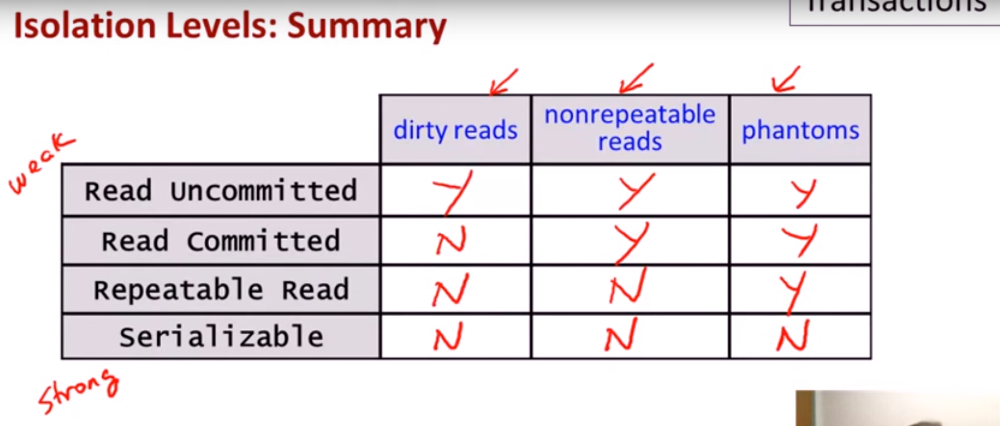 Transactions
Isolation Levels: Summary
dirty reads nonrepeatable reads phantoms
weak
Read Uncommitted Y Y Y
Read Committed N Y Y
Repeatable Read N N Y
Serializable N N N
Strong